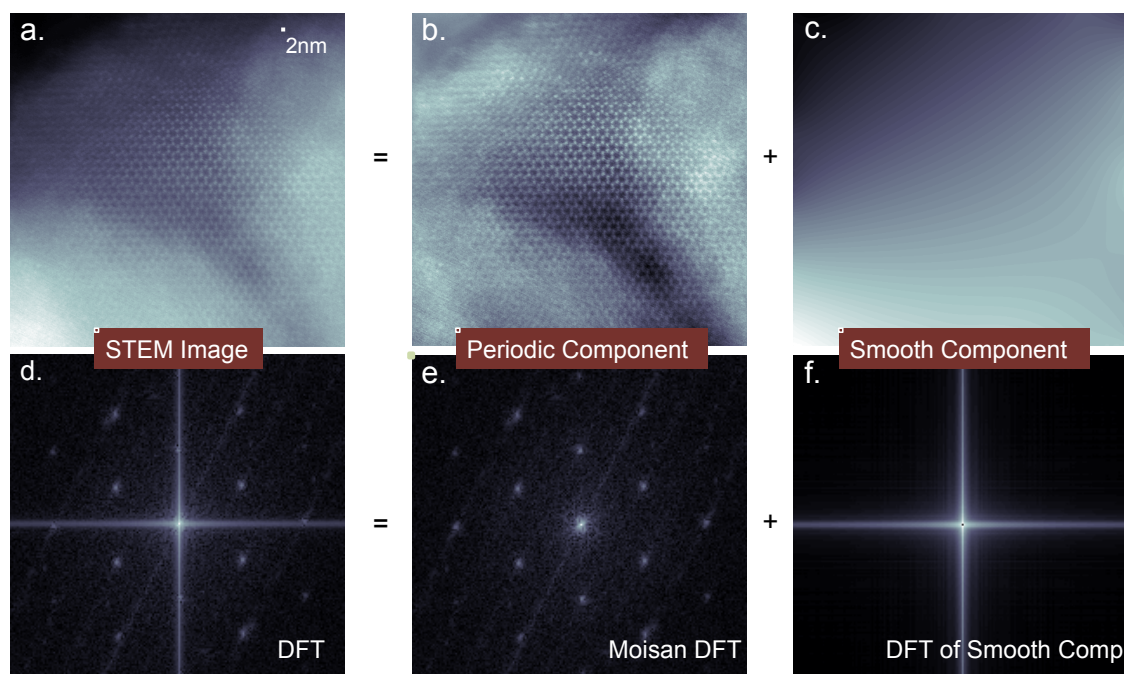 a.
2nm
b.
c.
=
+
STEM Image
Periodic Component
Smooth Component
d.
e.
f.
=
+
DFT
Moisan DFT
DFT of Smooth Comp